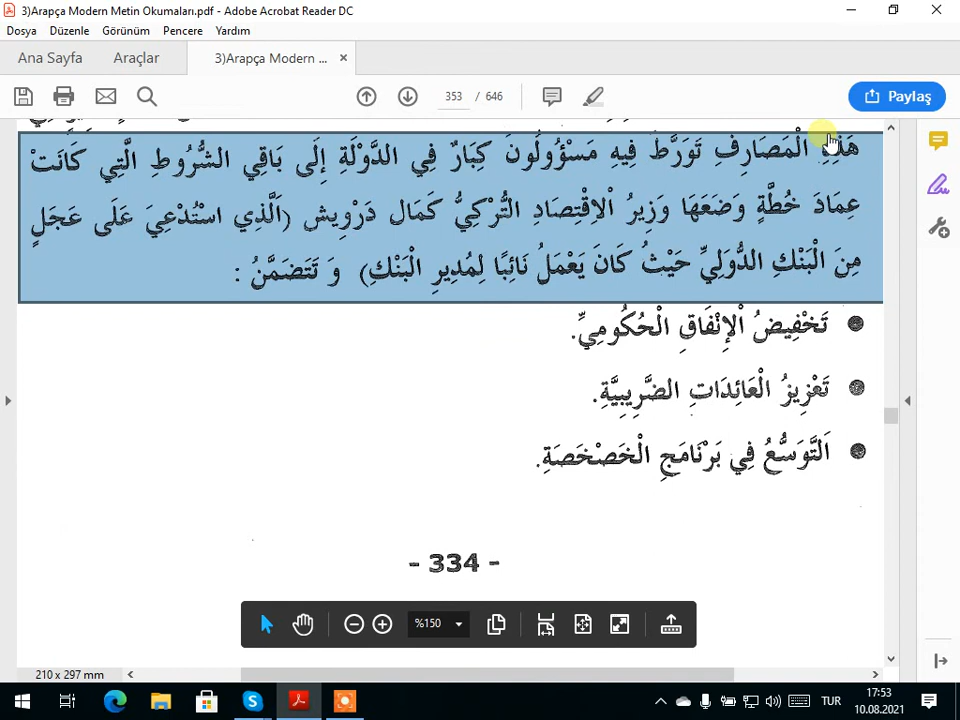 3)Arapça Modern Metin Okumaları.pdf - Adobe Acrobat Reader DC
Dosya Düzenle Görünüm Pencere Yardım
Ana Sayfa Araçlar 3)Arapça Modern ... ×
353 / 646 Paylaş
هَذِهِ الْمَصَارِفِ تَوَرَّطَ فِيهِ مَسْؤُولُونَ كِبَارٌ فِي الدَّوْلَةِ إِلَى بَاقِي الشُّرُوطِ الَّتِي كَانَتْ
عِمَادَ خُطَّةٍ وَضَعَهَا وَزِيرُ الْاِقْتِصَادِ التُّرْكِيُّ كَمَال دَرْوِيش (اَلَّذِي اسْتُدْعِيَ عَلَى عَجَلٍ
مِنَ الْبَنْكِ الدُّوَلِيِّ حَيْثُ كَانَ يَعْمَلُ نَائِبًا لِمُدِيرِ الْبَنْكِ) وَ تَتَضَمَّنُ :
تَخْفِيضُ الْاِنْفَاقِ الْحُكُومِيِّ.
تَعْزِيزُ الْعَائِدَاتِ الضَّرِيبِيَّةِ.
اَلتَّوَسُّعُ فِي بَرْنَامَجِ الْخَصْخَصَةِ.
- 334 -
%150
210 x 297 mm
TUR
17:53
10.08.2021